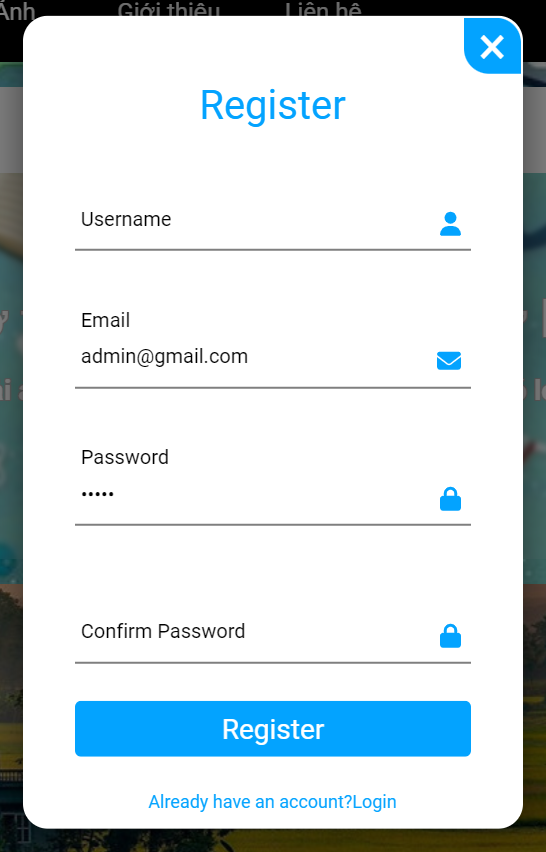 Ảnh Giới thiệu Liên hệ
Register
Username
Email
admin@gmail.com
Password
•••••
Confirm Password
Register
Already have an account?Login